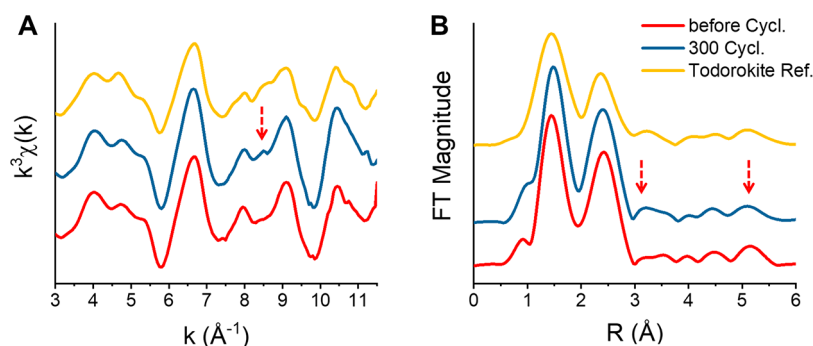 A
k³χ(k)
3 4 5 6 7 8 9 10 11
k (Å⁻¹)
B
before Cycl.
300 Cycl.
Todorokite Ref.
FT Magnitude
0 1 2 3 4 5 6
R (Å)